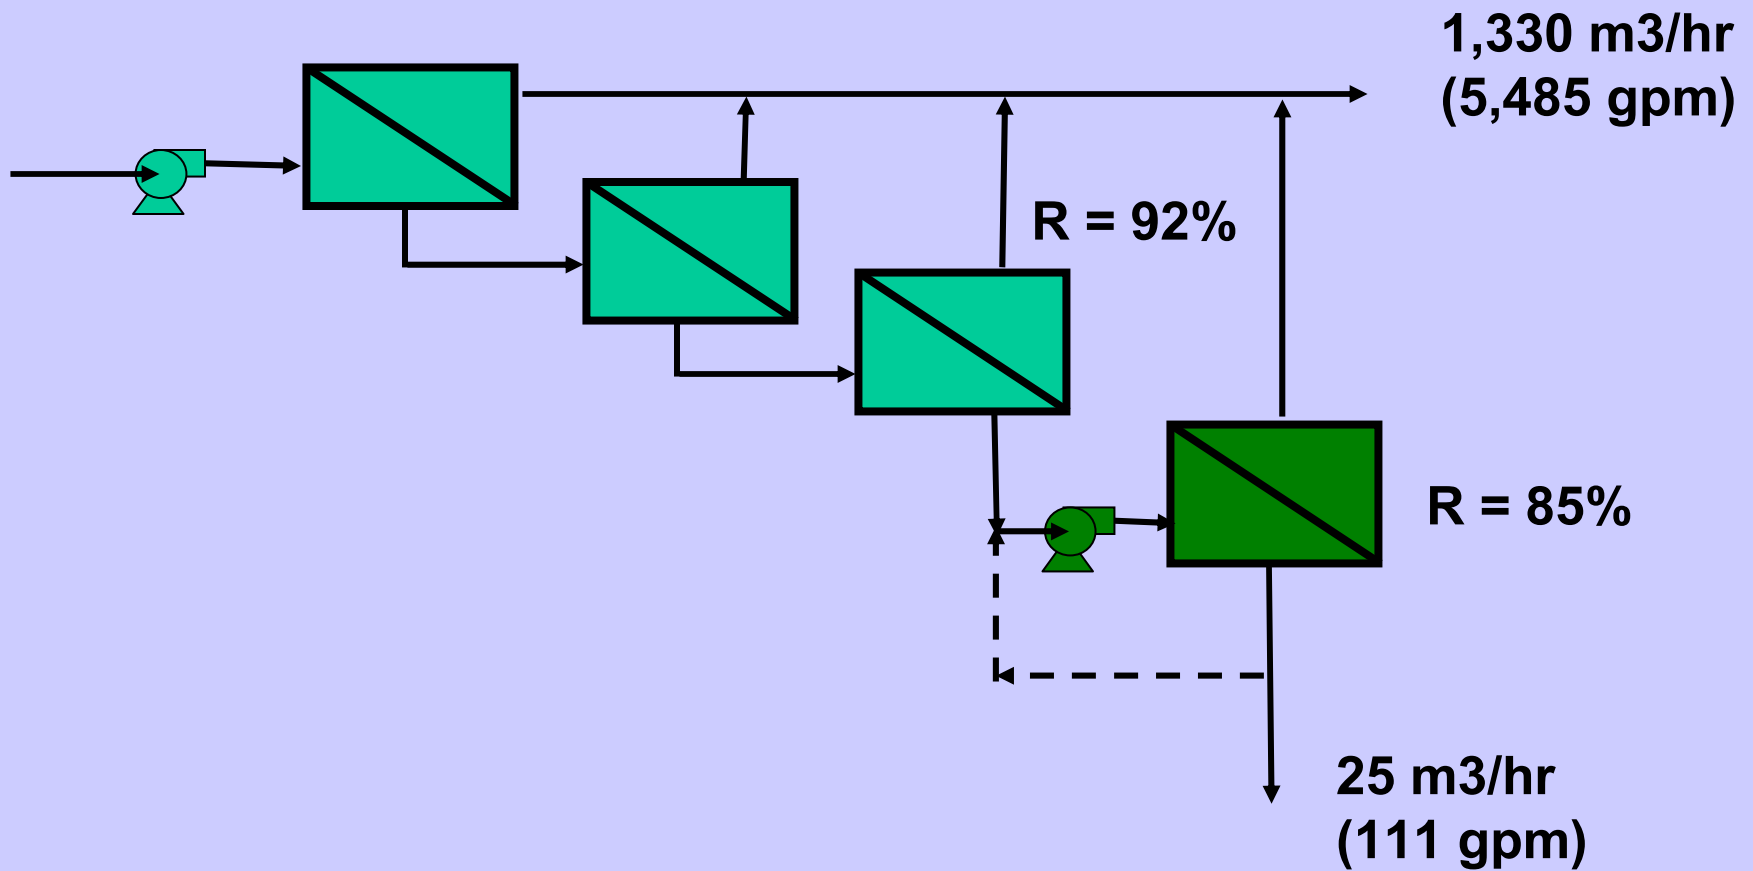 1,330 m3/hr
(5,485 gpm)
R = 92%
R = 85%
25 m3/hr
(111 gpm)